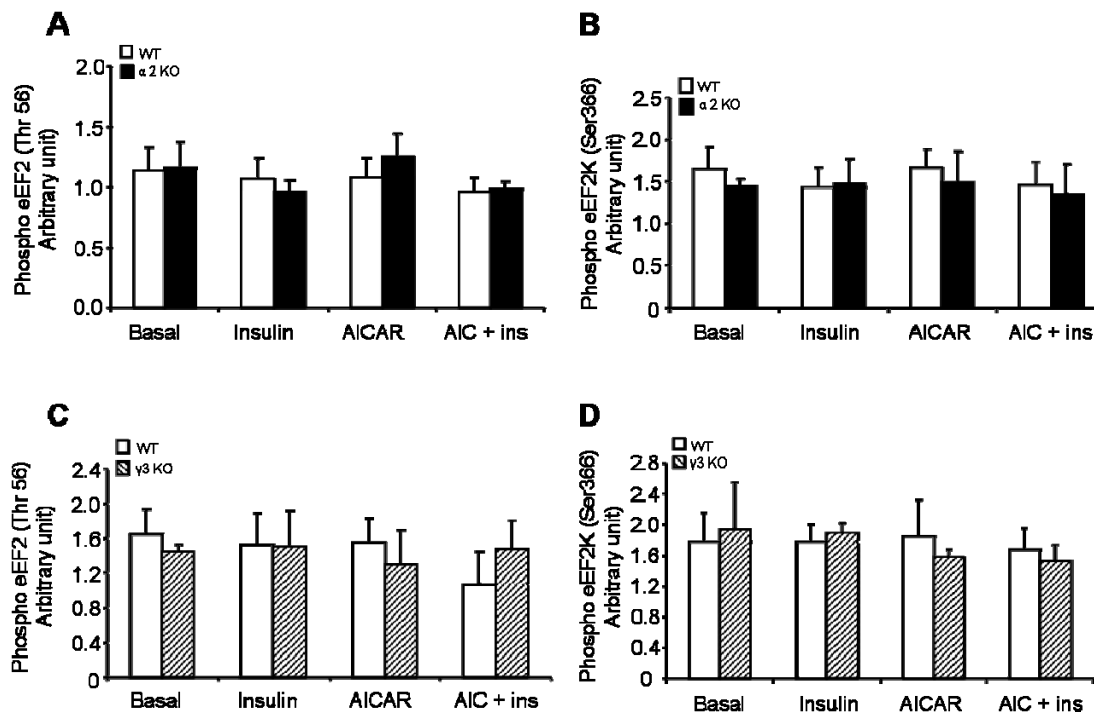 A
WT
α2 KO
Phospho eEF2 (Thr 56)
Arbitrary unit)
2.0
1.5
1.0
0.5
0.0
Basal Insulin AICAR AIC + ins
B
WT
α2 KO
Phospho eEF2K (Ser366)
Arbitrary unit)
2.5
2.0
1.5
1.0
0.5
0
Basal Insulin AICAR AIC + ins
C
WT
γ3 KO
Phospho eEF2 (Thr 56)
Arbitrary unit)
2.4
2.0
1.6
1.2
0.8
0.4
0
Basal Insulin AICAR AIC + ins
D
WT
γ3 KO
Phospho eEF2K (Ser366)
Arbitrary unit)
2.8
2.4
2.0
1.6
1.2
.8
.4
0
Basal Insulin AICAR AIC + ins